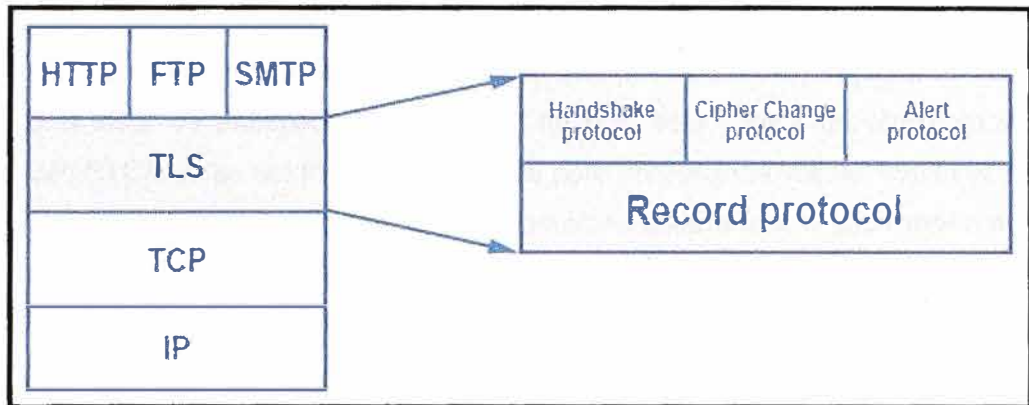 HTTP FTP SMTP
TLS
TCP
IP
Handshake protocol
Cipher Change protocol
Alert protocol
Record protocol